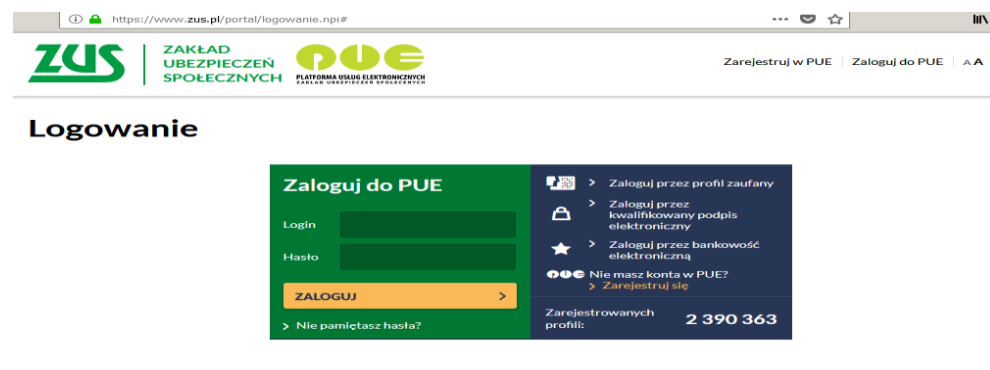 https://www.zus.pl/portal/logowanie.npi#
ZUS
ZAKŁAD
UBEZPIECZEŃ
SPOŁECZNYCH
PUE
PLATFORMA USŁUG ELEKTRONICZNYCH
ZAKŁAD UBEZPIECZEŃ SPOŁECZNYCH
Zarejestruj w PUE
Zaloguj do PUE
A A
Logowanie
Zaloguj do PUE
Login
Hasło
ZALOGUJ >
> Nie pamiętasz hasła?
> Zaloguj przez profil zaufany
> Zaloguj przez
kwalifikowany podpis
elektroniczny
> Zaloguj przez bankowość
elektroniczną
PUE Nie masz konta w PUE?
> Zarejestruj się
Zarejestrowanych
profili:
2 390 363